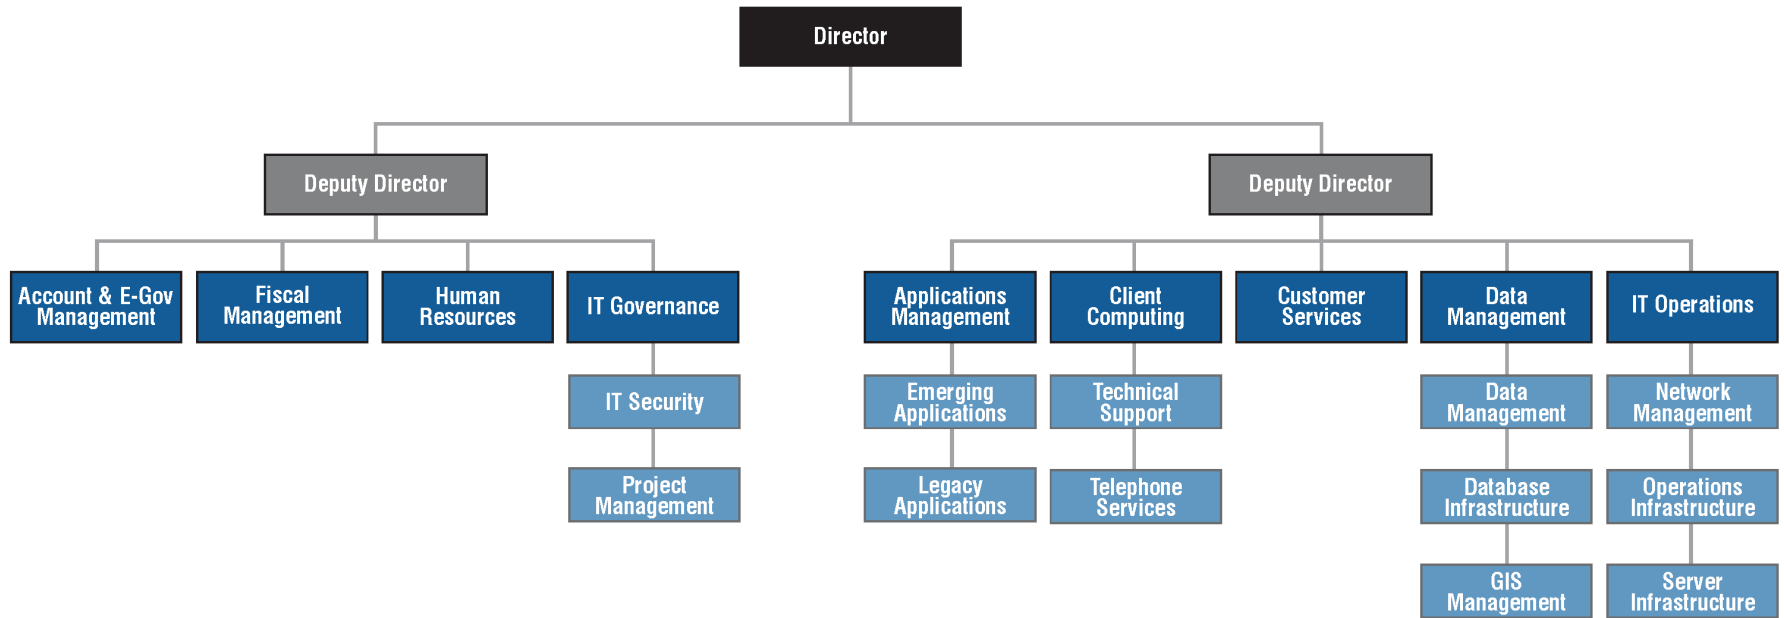 Director
Deputy Director
Deputy Director
Account & E-Gov
Management
Fiscal
Management
Human
Resources
IT Governance
Applications
Management
Client
Computing
Customer
Services
Data
Management
IT Operations
IT Security
Emerging
Applications
Technical
Support
Data
Management
Network
Management
Project
Management
Legacy
Applications
Telephone
Services
Database
Infrastructure
Operations
Infrastructure
GIS
Management
Server
Infrastructure